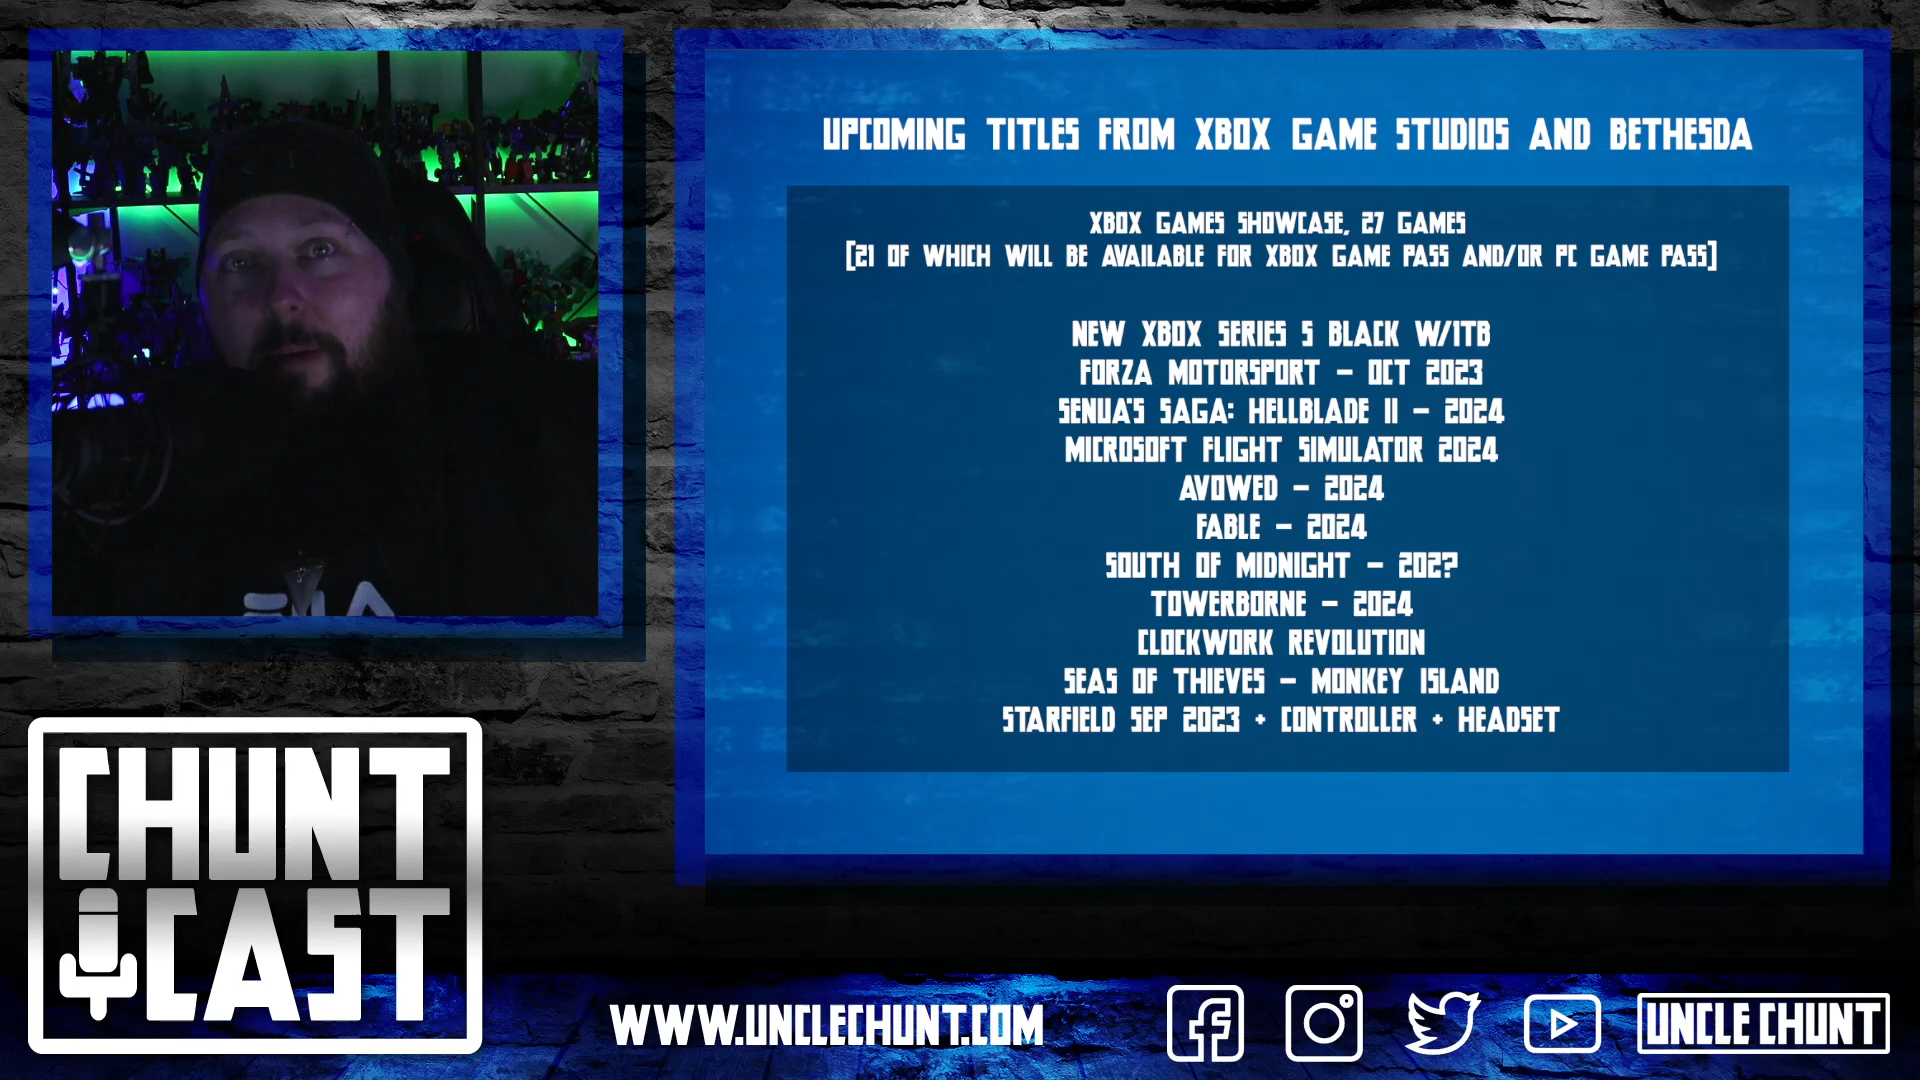 UPCOMING TITLES FROM XBOX GAME STUDIOS AND BETHESDA
XBOX GAMES SHOWCASE, 27 GAMES
[21 OF WHICH WILL BE AVAILABLE FOR XBOX GAME PASS AND/OR PC GAME PASS]
NEW XBOX SERIES S BLACK W/1TB
FORZA MOTORSPORT - OCT 2023
SENUA'S SAGA: HELLBLADE II - 2024
MICROSOFT FLIGHT SIMULATOR 2024
AVOWED - 2024
FABLE - 2024
SOUTH OF MIDNIGHT - 202?
TOWERBORNE - 2024
CLOCKWORK REVOLUTION
SEAS OF THIEVES - MONKEY ISLAND
STARFIELD SEP 2023 + CONTROLLER + HEADSET
FILA
CHUNT
CAST
WWW.UNCLECHUNT.COM
UNCLE CHUNT